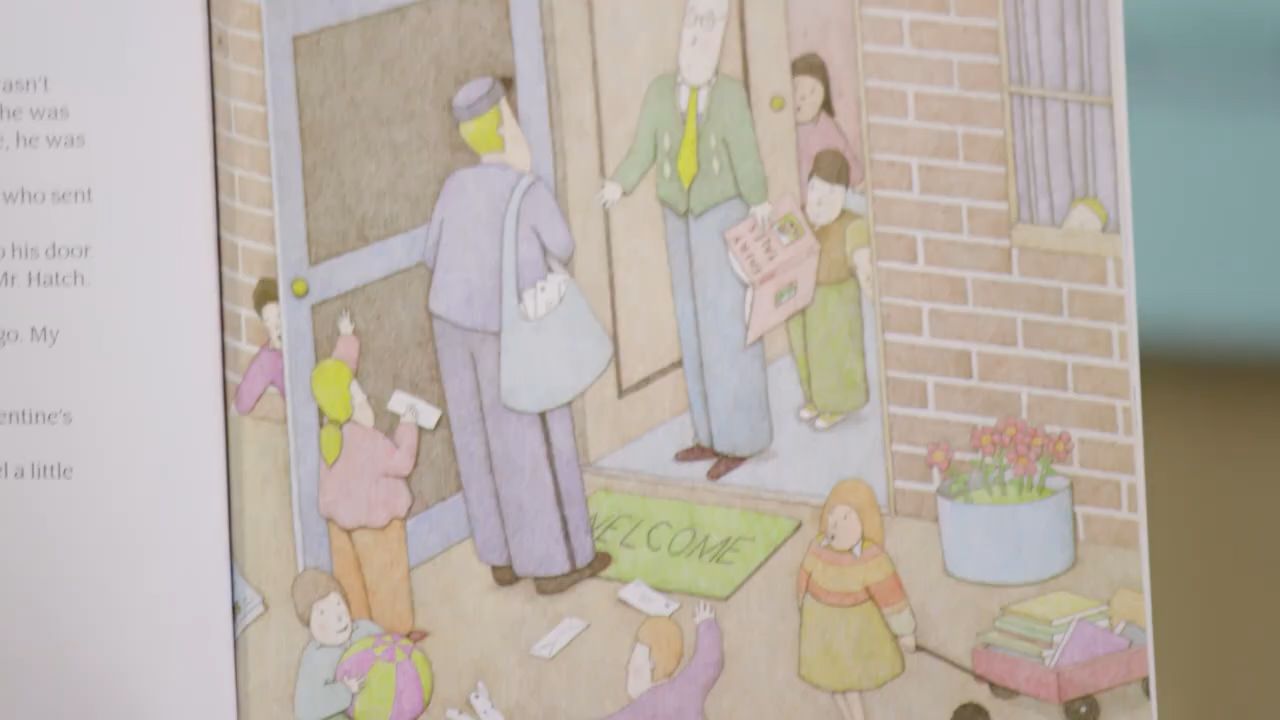 asn't
he was
e, he was
who sent
o his door.
Mr. Hatch.
go. My
entine's
el a little
WELCOME